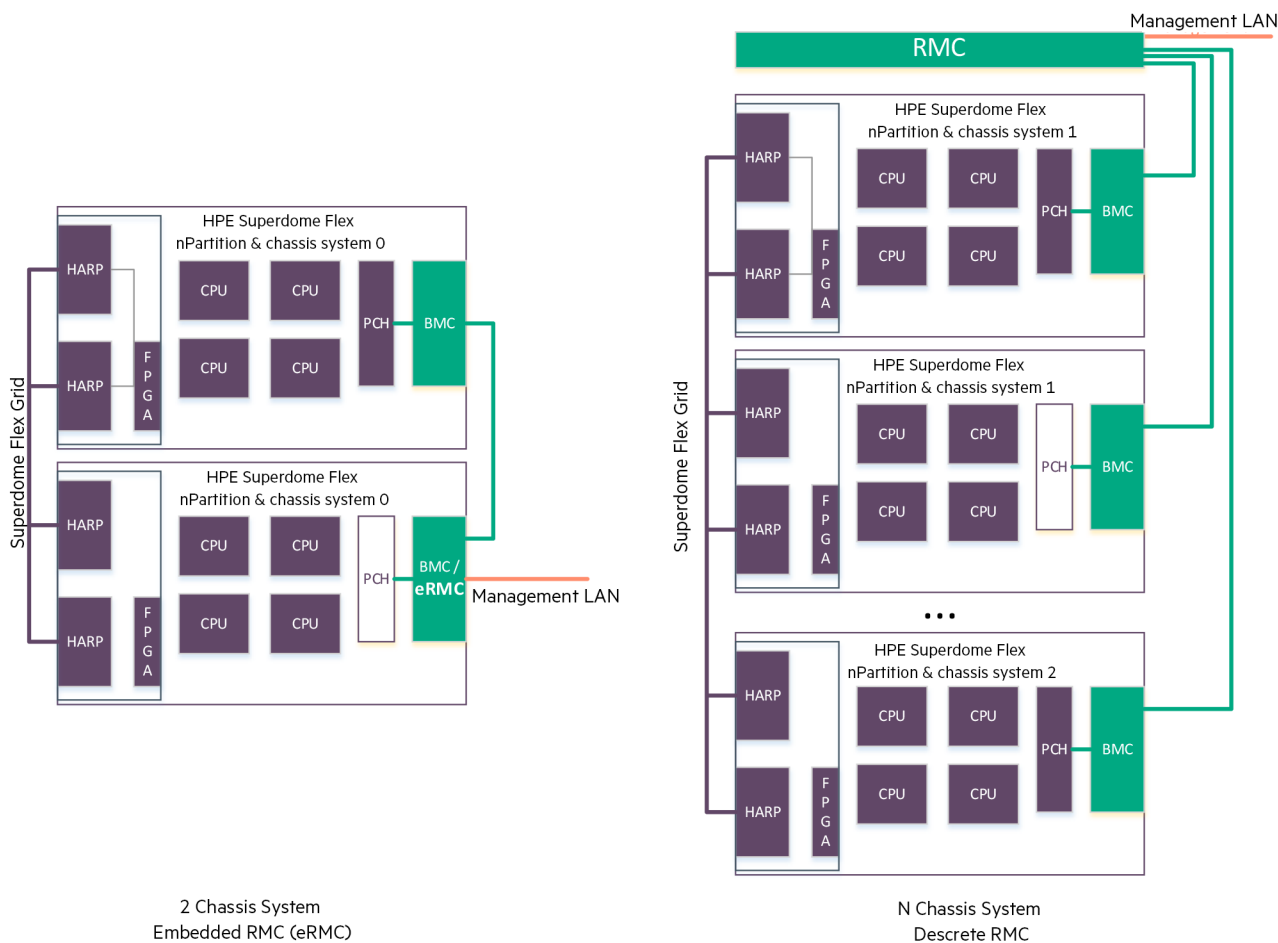 Management LAN
RMC
HPE Superdome Flex
nPartition & chassis system 1
HARP
HARP
FPGA
CPU
CPU
CPU
CPU
PCH
BMC
HPE Superdome Flex
nPartition & chassis system 1
HARP
HARP
FPGA
CPU
CPU
CPU
CPU
PCH
BMC
...
HPE Superdome Flex
nPartition & chassis system 2
HARP
HARP
FPGA
CPU
CPU
CPU
CPU
PCH
BMC
Superdome Flex Grid
N Chassis System
Descrete RMC
HPE Superdome Flex
nPartition & chassis system 0
HARP
HARP
FPGA
CPU
CPU
CPU
CPU
PCH
BMC
HPE Superdome Flex
nPartition & chassis system 0
HARP
HARP
FPGA
CPU
CPU
CPU
CPU
PCH
BMC /
eRMC
Management LAN
Superdome Flex Grid
2 Chassis System
Embedded RMC (eRMC)